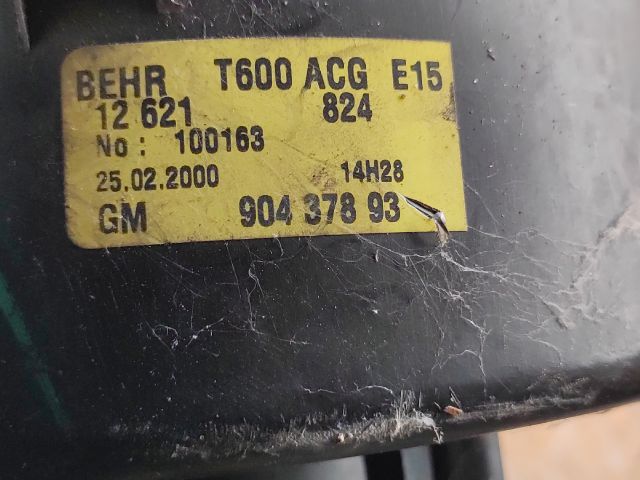 BEHR T600 ACG E15
12 621 824
No: 100163
25.02.2000 14H28
GM 904 378 93